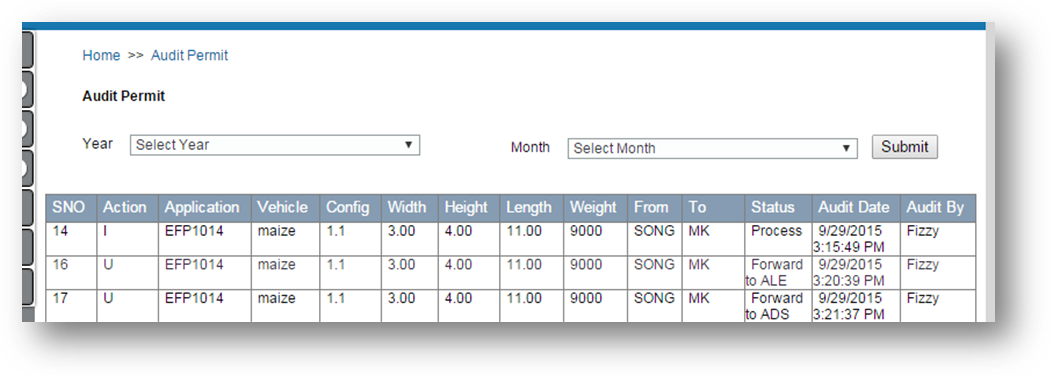 Home >> Audit Permit
Audit Permit
Year Select Year Month Select Month Submit
SNO Action Application Vehicle Config Width Height Length Weight From To Status Audit Date Audit By
14 I EFP1014 maize 1.1 3.00 4.00 11.00 9000 SONG MK Process 9/29/2015 Fizzy
3:15:49 PM
16 U EFP1014 maize 1.1 3.00 4.00 11.00 9000 SONG MK Forward 9/29/2015 Fizzy
to ALE 3:20:39 PM
17 U EFP1014 maize 1.1 3.00 4.00 11.00 9000 SONG MK Forward 9/29/2015 Fizzy
to ADS 3:21:37 PM